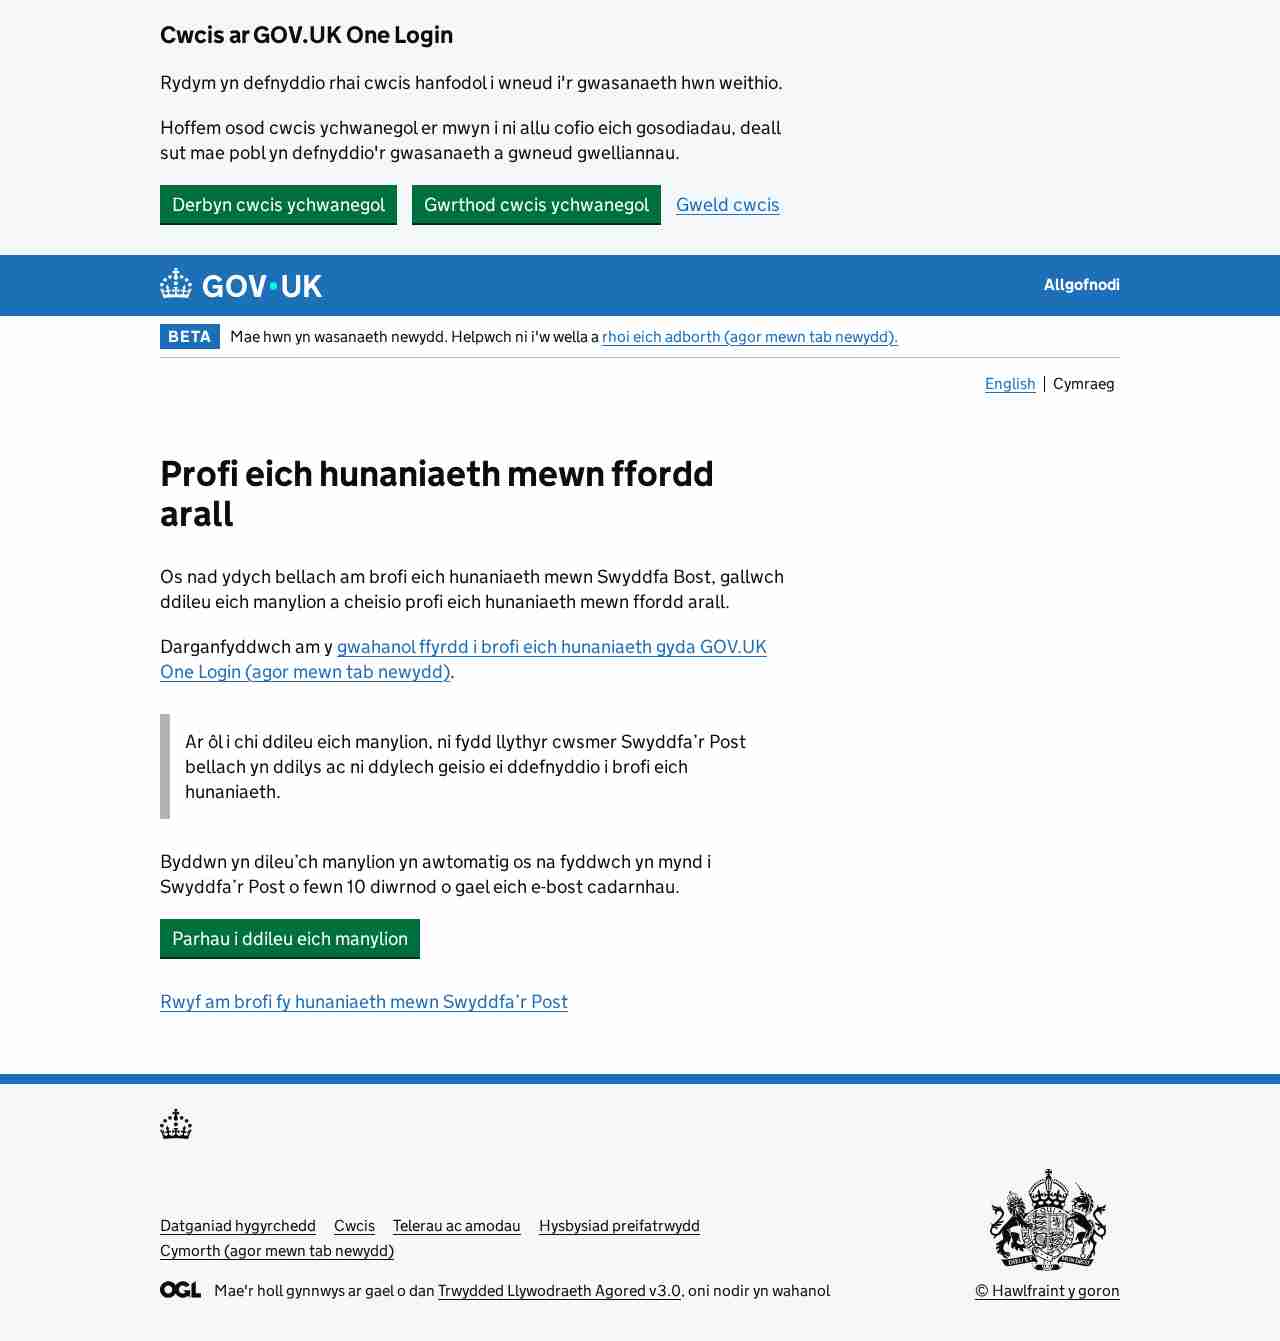 Cwcis ar GOV.UK One Login
Rydym yn defnyddio rhai cwcis hanfodol i wneud i'r gwasanaeth hwn weithio.
Hoffem osod cwcis ychwanegol er mwyn i ni allu cofio eich gosodiadau, deall
sut mae pobl yn defnyddio'r gwasanaeth a gwneud gwelliannau.
Derbyn cwcis ychwanegol Gwrthod cwcis ychwanegol Gweld cwcis
GOV·UK Allgofnodi
BETA Mae hwn yn wasanaeth newydd. Helpwch ni i'w wella a rhoi eich adborth (agor mewn tab newydd).
English Cymraeg
Profi eich hunaniaeth mewn ffordd
arall
Os nad ydych bellach am brofi eich hunaniaeth mewn Swyddfa Bost, gallwch
ddileu eich manylion a cheisio profi eich hunaniaeth mewn ffordd arall.
Darganfyddwch am y gwahanol ffyrdd i brofi eich hunaniaeth gyda GOV.UK
One Login (agor mewn tab newydd).
Ar ôl i chi ddileu eich manylion, ni fydd llythyr cwsmer Swyddfa’r Post
bellach yn ddilys ac ni ddylech geisio ei ddefnyddio i brofi eich
hunaniaeth.
Byddwn yn dileu’ch manylion yn awtomatig os na fyddwch yn mynd i
Swyddfa’r Post o fewn 10 diwrnod o gael eich e-bost cadarnhau.
Parhau i ddileu eich manylion
Rwyf am brofi fy hunaniaeth mewn Swyddfa’r Post
Datganiad hygyrchedd Cwcis Telerau ac amodau Hysbysiad preifatrwydd
Cymorth (agor mewn tab newydd)
OGL Mae'r holl gynnwys ar gael o dan Trwydded Llywodraeth Agored v3.0, oni nodir yn wahanol
© Hawlfraint y goron